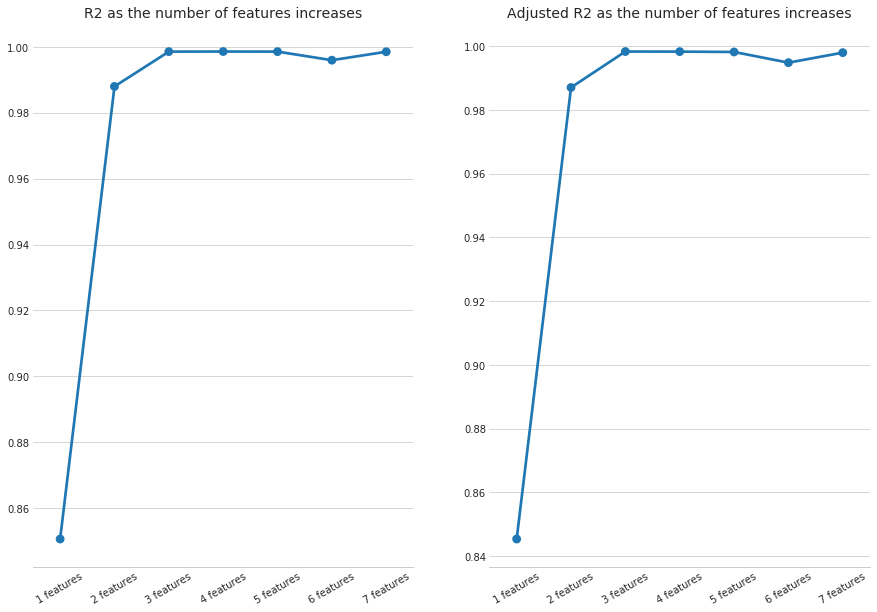 R2 as the number of features increases
1.00
0.98
0.96
0.94
0.92
0.90
0.88
0.86
1 features
2 features
3 features
4 features
5 features
6 features
7 features
Adjusted R2 as the number of features increases
1.00
0.98
0.96
0.94
0.92
0.90
0.88
0.86
0.84
1 features
2 features
3 features
4 features
5 features
6 features
7 features